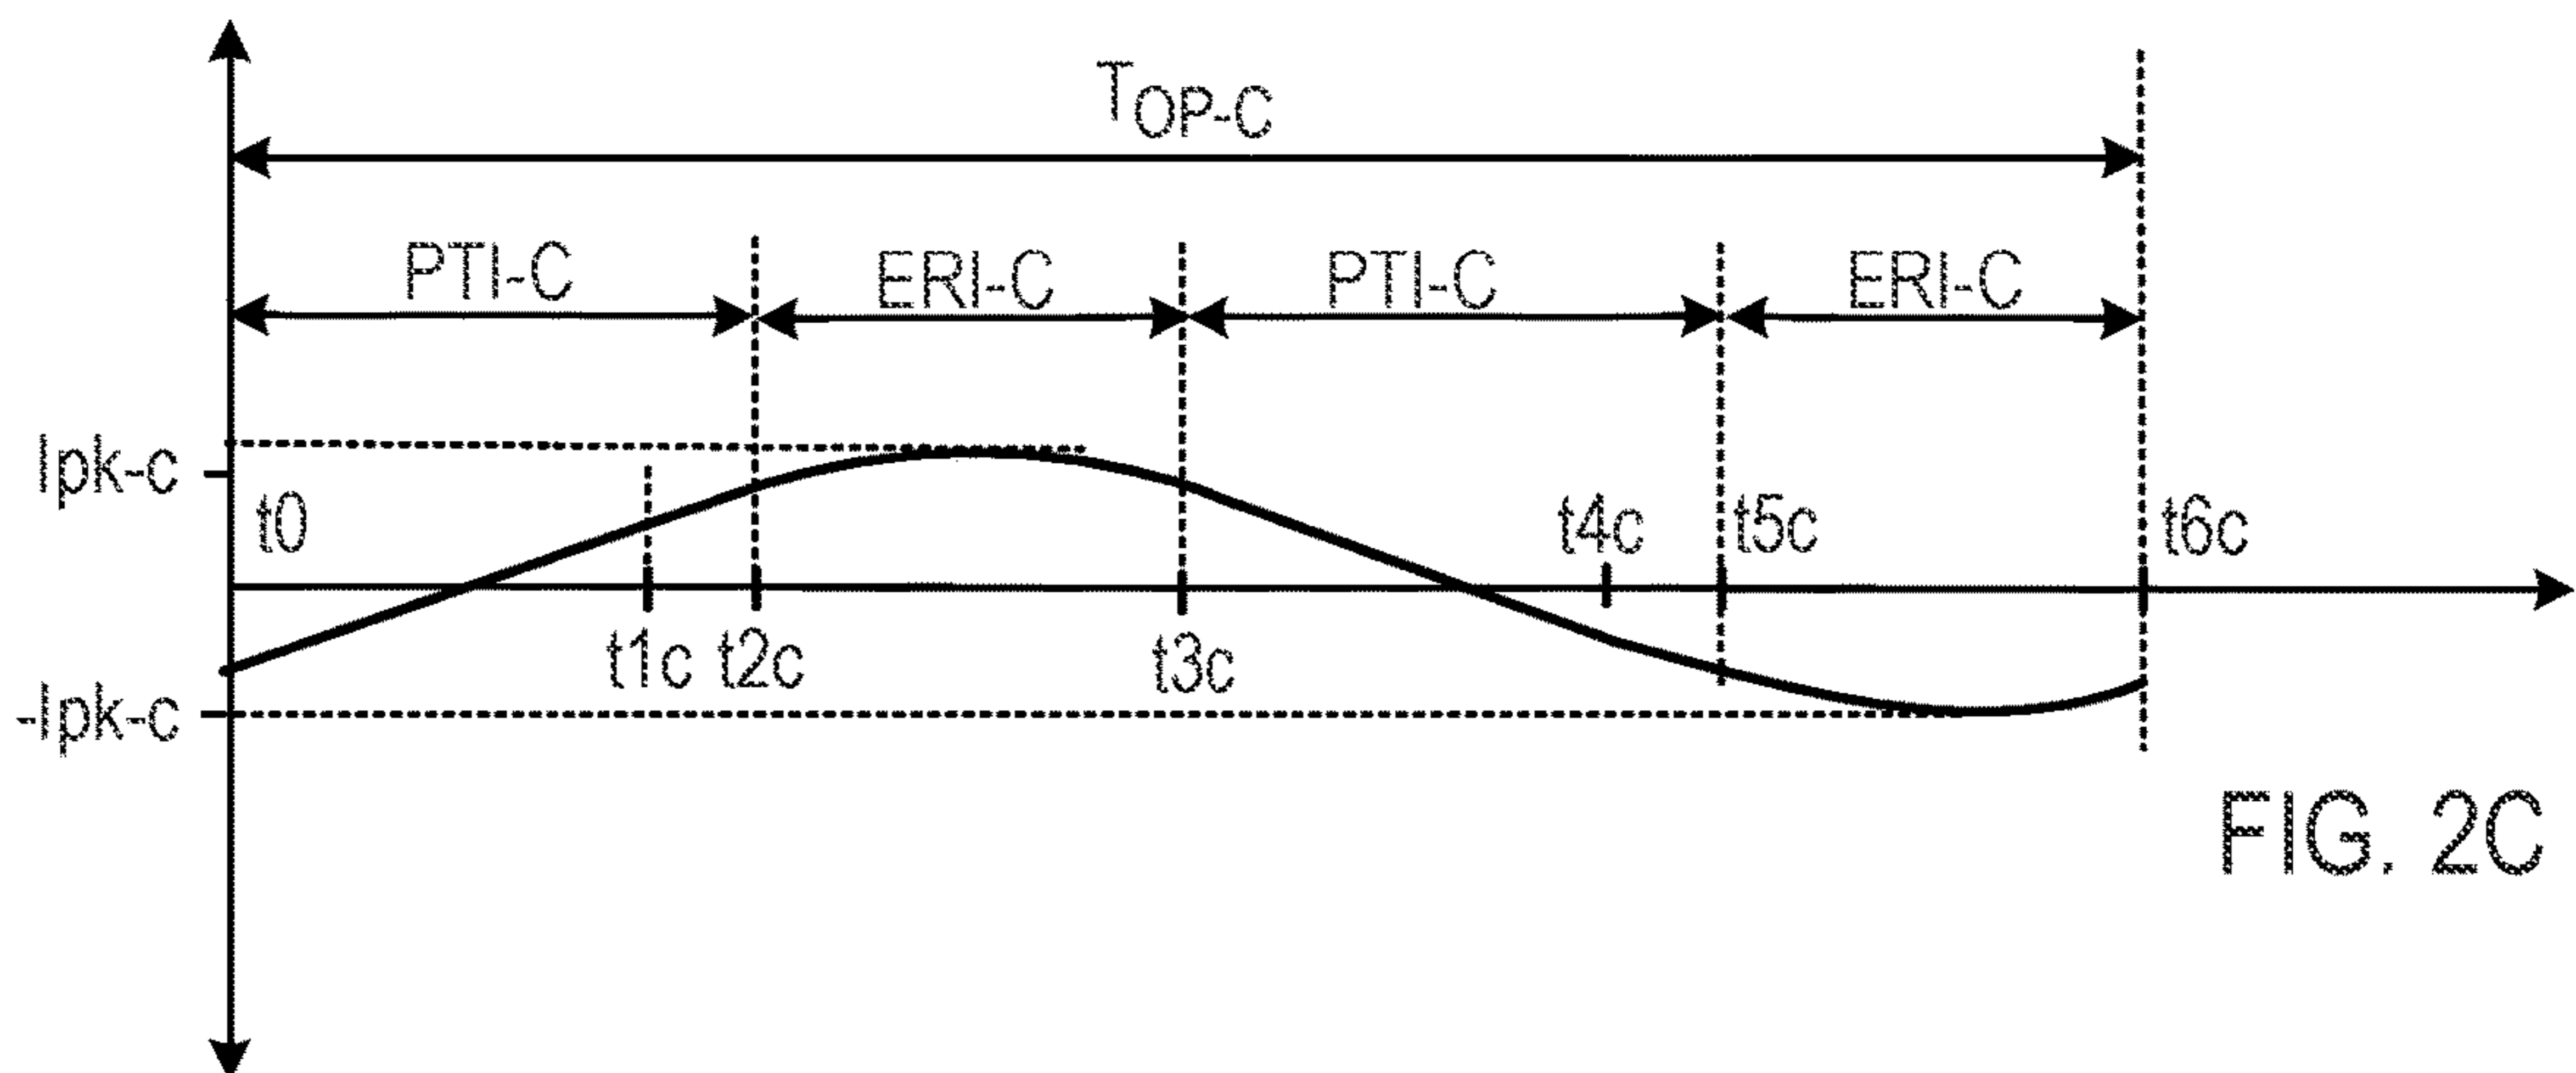 TOP-C
PTI-C ERI-C PTI-C ERI-C
Ipk-c
t0 t4c t5c t6c
t1c t2c t3c
-Ipk-c
FIG. 2C